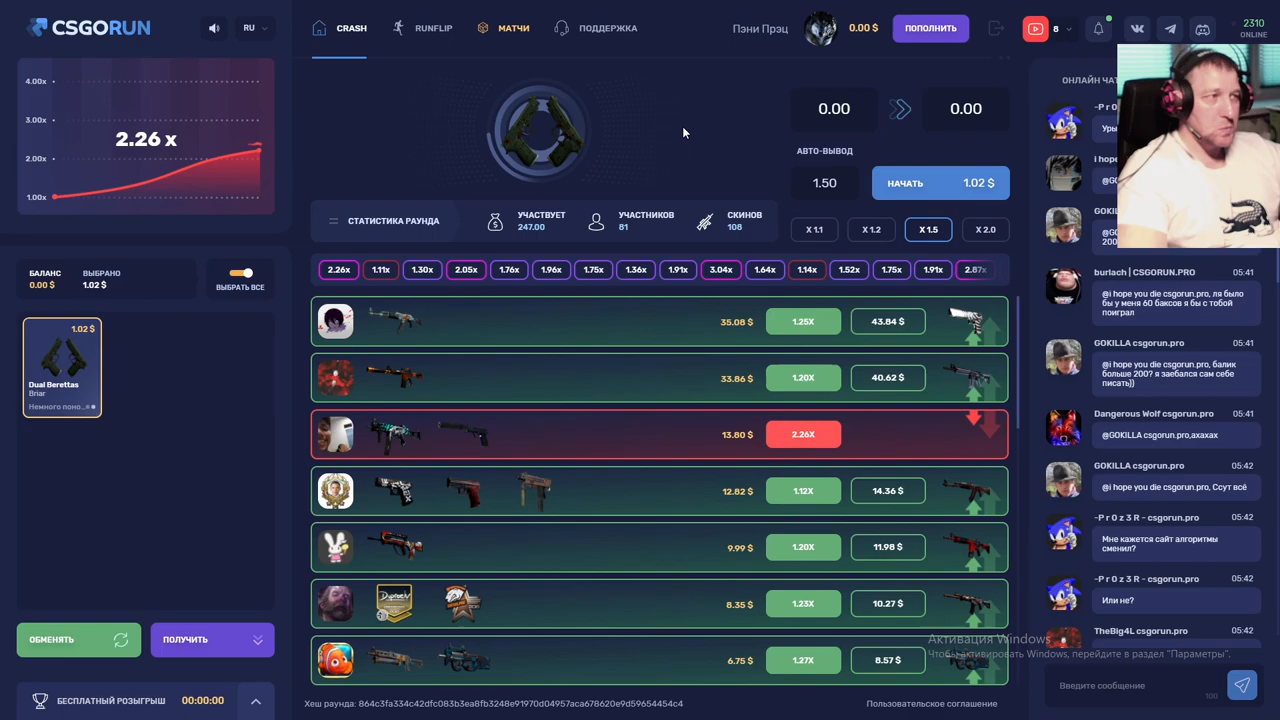 CSGORUN
RU
CRASH
RUNFLIP
МАТЧИ
ПОДДЕРЖКА
Пэни Прэц
0.00 $
ПОПОЛНИТЬ
8
2310
ONLINE
4.00x
3.00x
2.00x
1.00x
2.26 x
БАЛАНС
0.00 $
ВЫБРАНО
1.02 $
ВЫБРАТЬ ВСЕ
1.02 $
Dual Berettas
Briar
Немного поно...
ОБМЕНЯТЬ
ПОЛУЧИТЬ
БЕСПЛАТНЫЙ РОЗЫГРЫШ
00:00:00
0.00
0.00
АВТО-ВЫВОД
1.50
НАЧАТЬ 1.02 $
X 1.1
X 1.2
X 1.5
X 2.0
СТАТИСТИКА РАУНДА
УЧАСТВУЕТ
247.00
УЧАСТНИКОВ
81
СКИНОВ
108
2.26x 1.11x 1.30x 2.05x 1.76x 1.96x 1.75x 1.36x 1.91x 3.04x 1.64x 1.14x 1.52x 1.75x 1.91x 2.87x
35.08 $ 1.25X 43.84 $
33.86 $ 1.20X 40.62 $
13.80 $ 2.26X
12.82 $ 1.12X 14.36 $
9.99 $ 1.20X 11.98 $
8.35 $ 1.23X 10.27 $
6.75 $ 1.27X 8.57 $
Хеш раунда: 864c3fa334c42dfc083b3ea8fb3248e91970d04957aca678620e9d59654454c4
Пользовательское соглашение
ОНЛАЙН ЧАТ
burlach | CSGORUN.PRO 05:41
@i hope you die csgorun.pro, ля было
бы у меня 60 баксов я бы с тобой
поиграл
GOKILLA csgorun.pro 05:41
@i hope you die csgorun.pro, балик
больше 200? я заебался сам себе
писать))
Dangerous Wolf csgorun.pro 05:41
@GOKILLA csgorun.pro,ахахах
GOKILLA csgorun.pro 05:42
@i hope you die csgorun.pro, Ссут всё
-P r 0 z 3 R - csgorun.pro 05:42
Мне кажется сайт алгоритмы
сменил?
-P r 0 z 3 R - csgorun.pro 05:42
Или не?
TheBig4L csgorun.pro 05:42
Активация Windows
Чтобы активировать Windows, перейдите в раздел "Параметры".
Введите сообщение
100